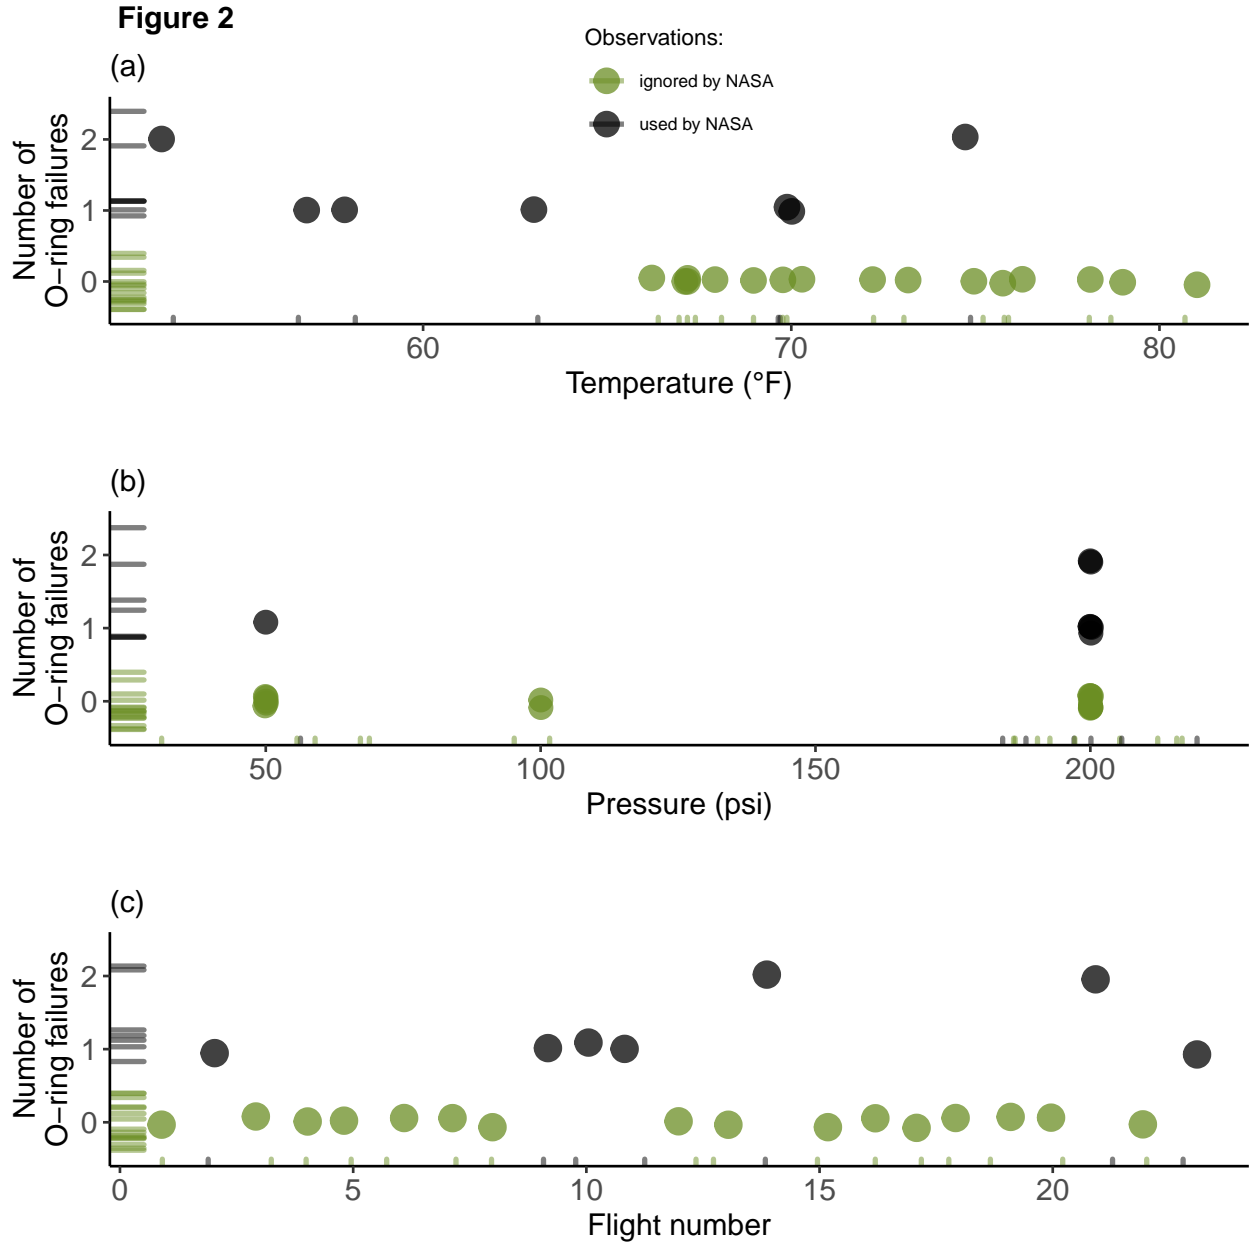 Figure 2
Observations:
ignored by NASA
used by NASA
(a)
Number of
O−ring failures
2
1
0
60 70 80
Temperature (°F)
(b)
Number of
O−ring failures
2
1
0
50 100 150 200
Pressure (psi)
(c)
Number of
O−ring failures
2
1
0
0 5 10 15 20
Flight number